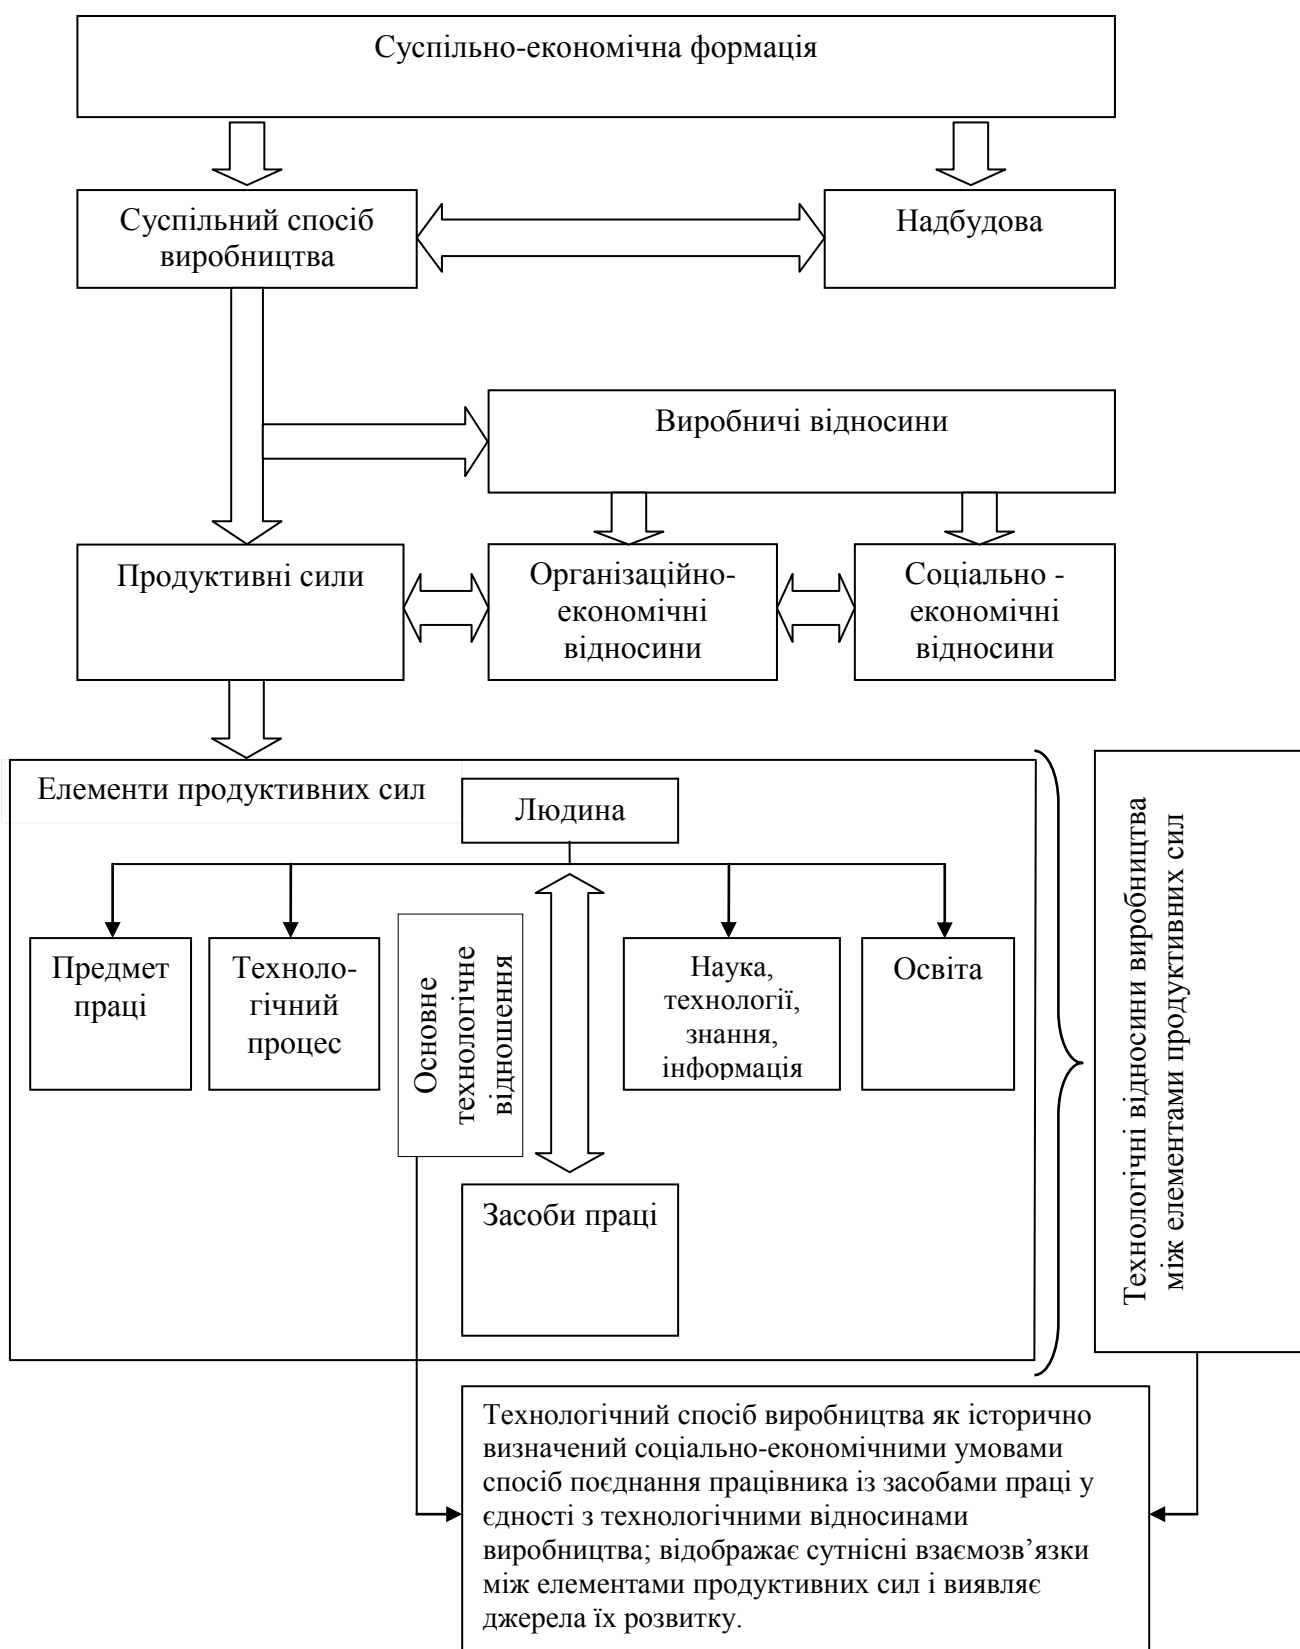 Суспільно-економічна формація
Суспільний спосіб
виробництва
Надбудова
Виробничі відносини
Продуктивні сили
Організаційно-
економічні
відносини
Соціально -
економічні
відносини
Елементи продуктивних сил
Людина
Предмет
праці
Техноло-
гічний
процес
Основне
технологічне
відношення
Наука,
технології,
знання,
інформація
Освіта
Засоби праці
Технологічні відносини виробництва
між елементами продуктивних сил
Технологічний спосіб виробництва як історично
визначений соціально-економічними умовами
спосіб поєднання працівника із засобами праці у
єдності з технологічними відносинами
виробництва; відображає сутнісні взаємозв’язки
між елементами продуктивних сил і виявляє
джерела їх розвитку.